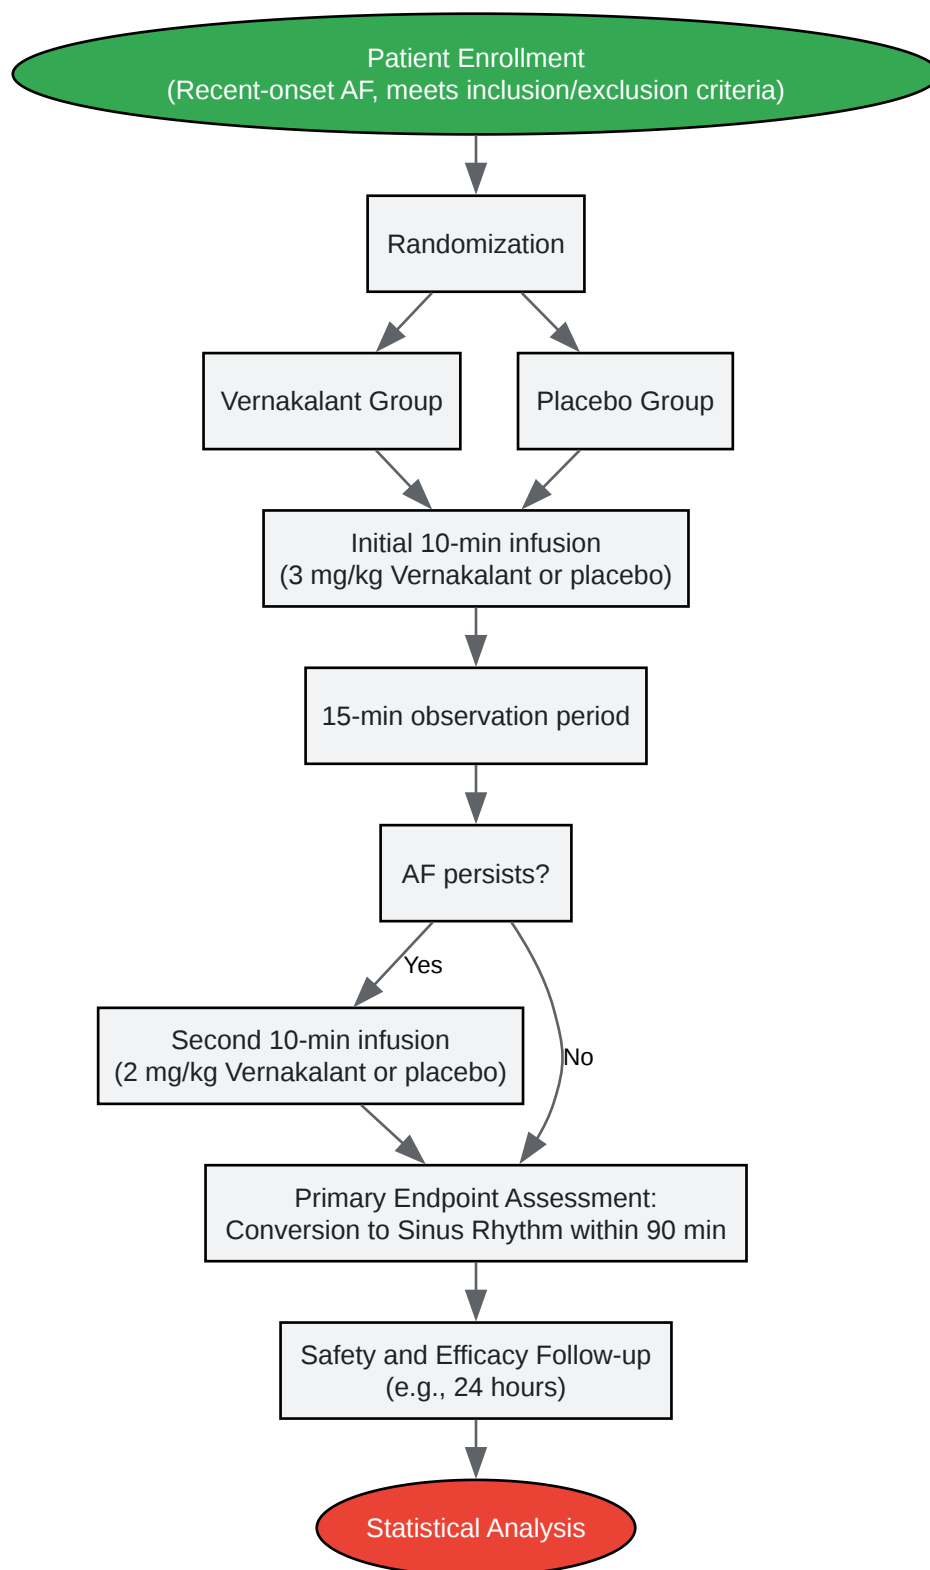 Patient Enrollment
(Recent-onset AF, meets inclusion/exclusion criteria)
Randomization
Vernakalant Group
Placebo Group
Initial 10-min infusion
(3 mg/kg Vernakalant or placebo)
15-min observation period
AF persists?
Yes
Second 10-min infusion
(2 mg/kg Vernakalant or placebo)
No
Primary Endpoint Assessment:
Conversion to Sinus Rhythm within 90 min
Safety and Efficacy Follow-up
(e.g., 24 hours)
Statistical Analysis